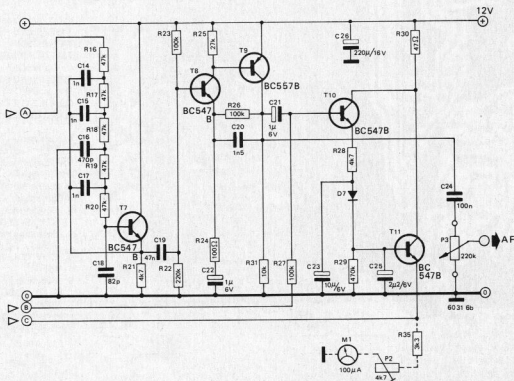 +
12V
+
R16
47k
C14
1n
R17
47k
C15
1n
R18
47k
C16
470p
R19
47k
C17
1n
R20
47k
T7
BC547
B
C18
82p
R21
4k7
C19
47n
R22
220k
R23
100k
R25
27k
T8
BC547
B
T9
BC557B
R26
100k
C20
1n5
C21
1µ
6V
R24
100Ω
C22
1µ
6V
R31
10k
R27
100k
C26
220µ/16V
R30
47Ω
T10
BC547B
R28
4k7
D7
C23
10µ/
6V
R29
470k
C25
2µ2/6V
T11
BC
547B
C24
100n
P3
220k
AF
A
0
0
B
C
6031 6b
R35
3k3
M1
100µA
P2
4k7